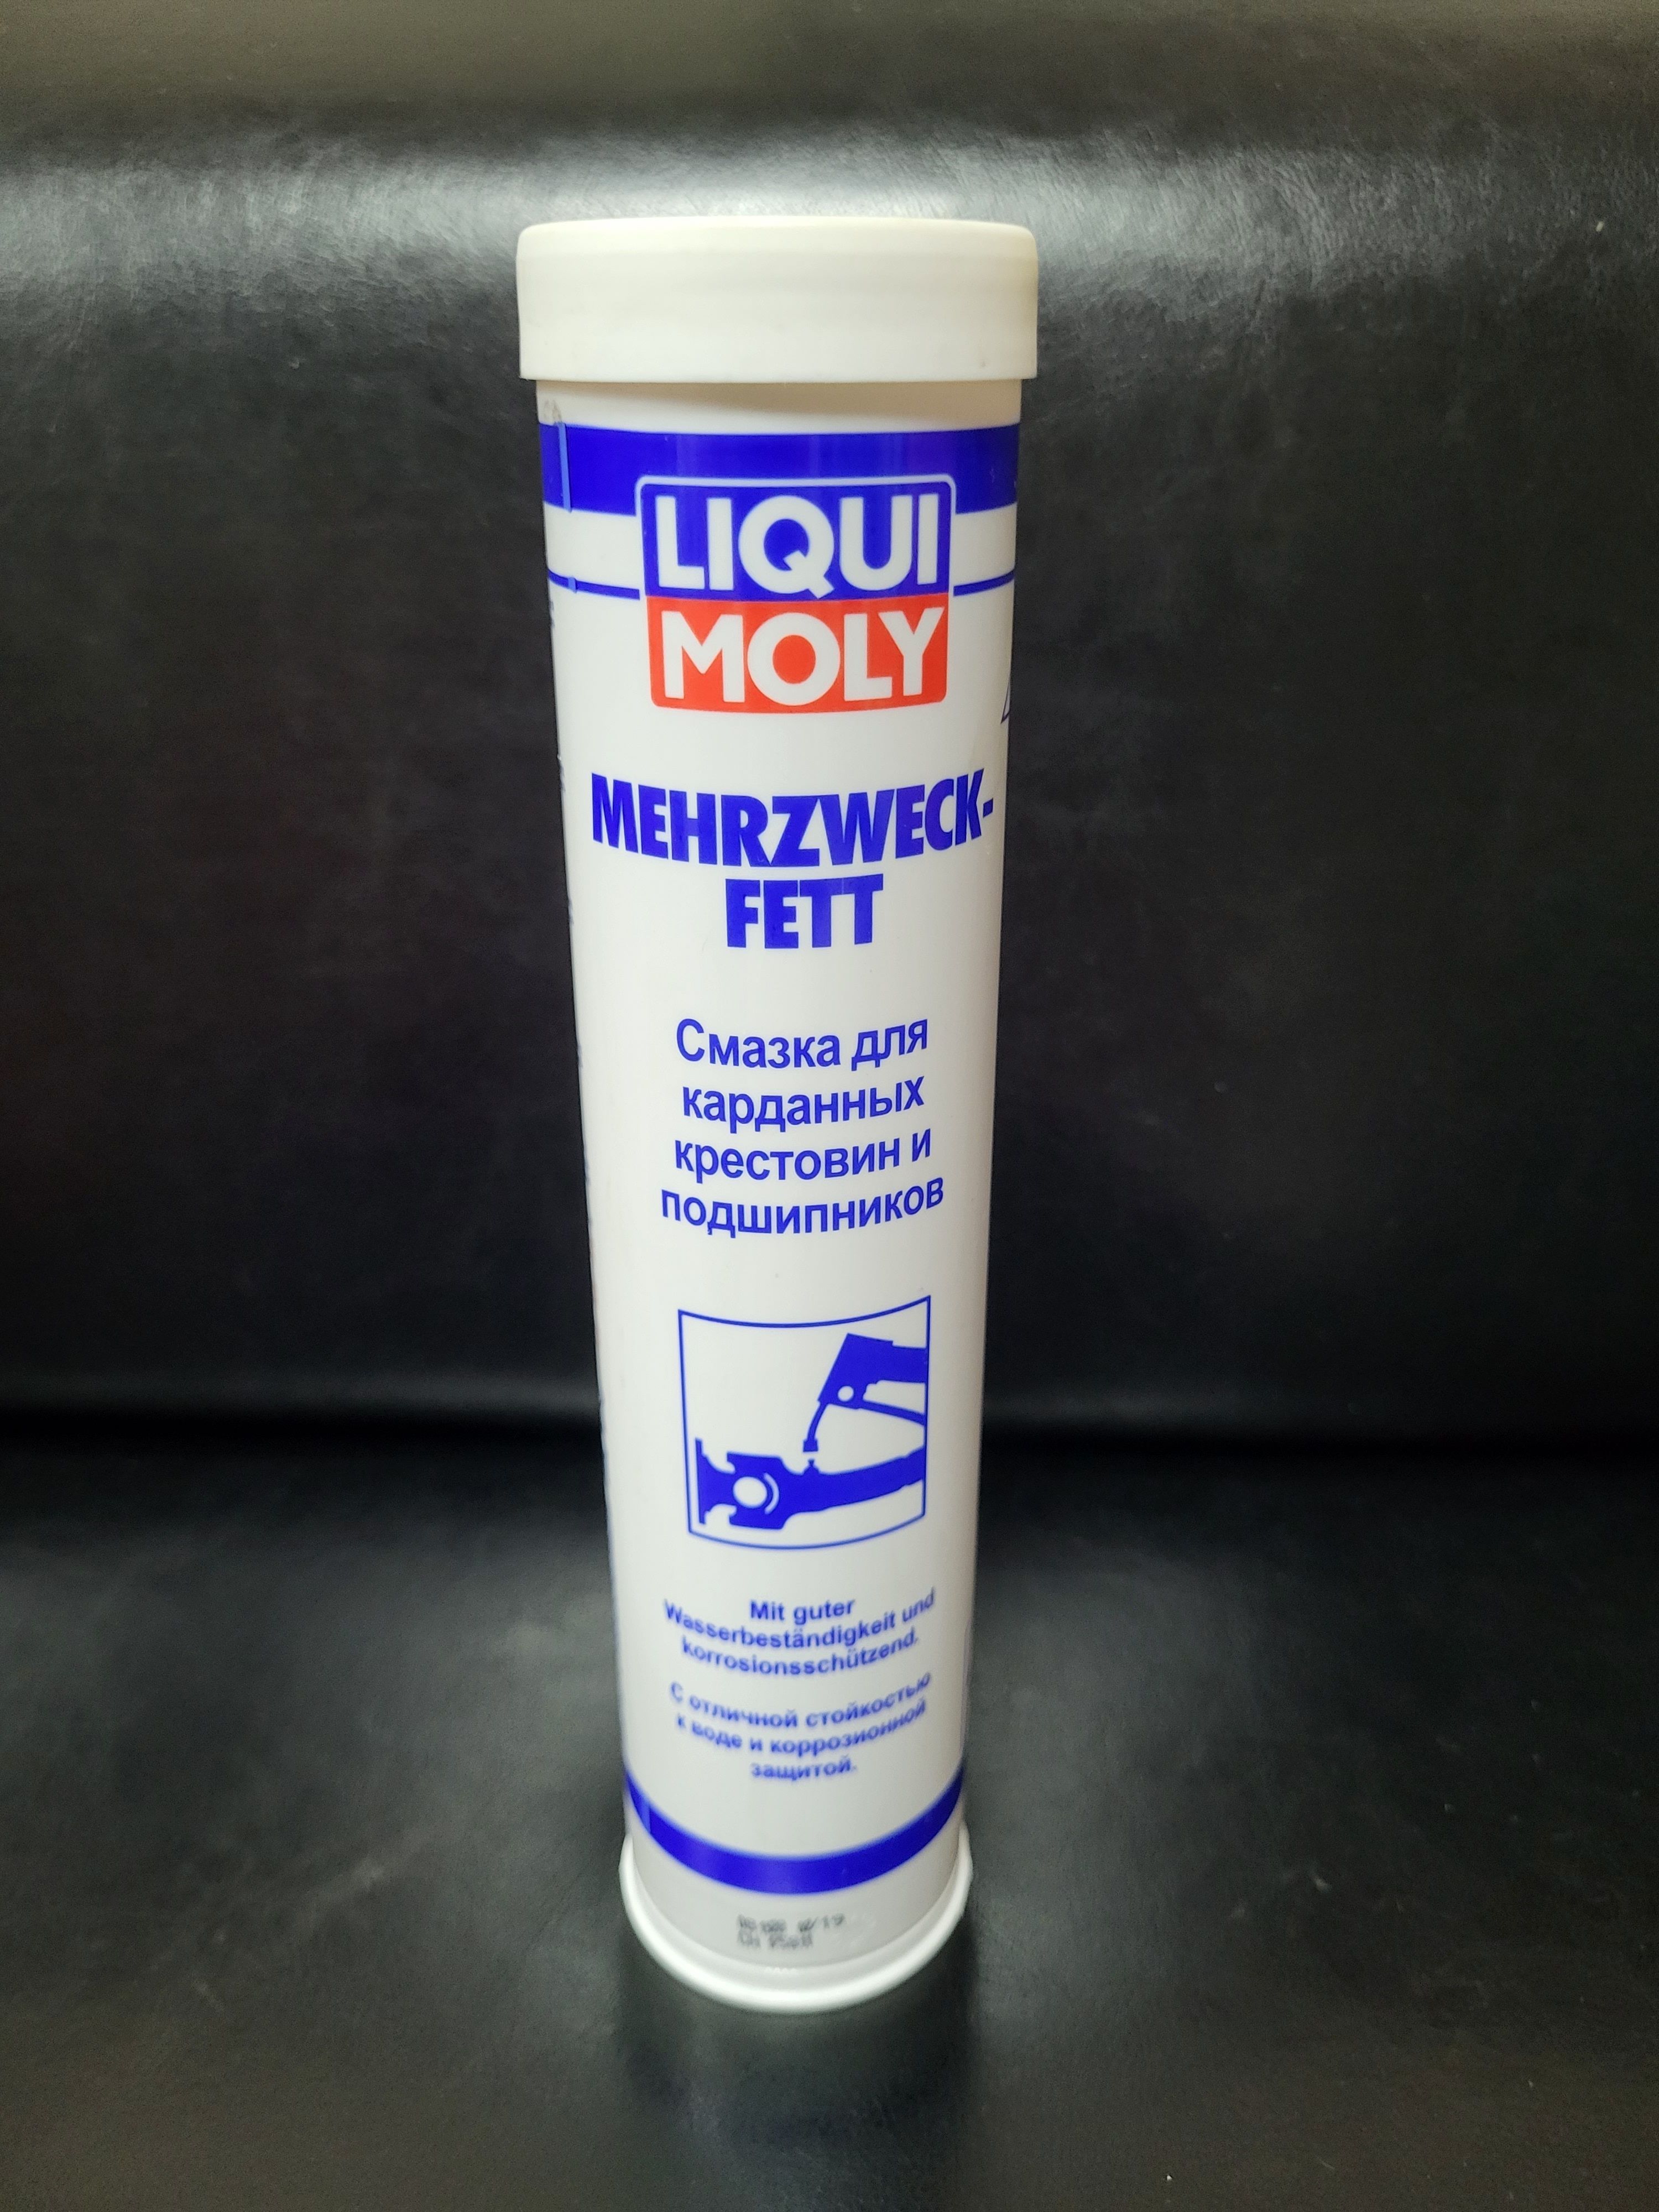 LIQUI
MOLY
MEHRZWECK-
FETT
Смазка для
карданных
крестовин и
подшипников
Mit guter
Wasserbeständigkeit und
korrosionsschützend.
С отличной стойкостью
к воде и коррозионной
защитой.